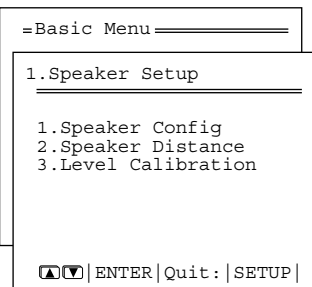 =Basic Menu
1.Speaker Setup
1.Speaker Config
2.Speaker Distance
3.Level Calibration
▲▼|ENTER|Quit:|SETUP|